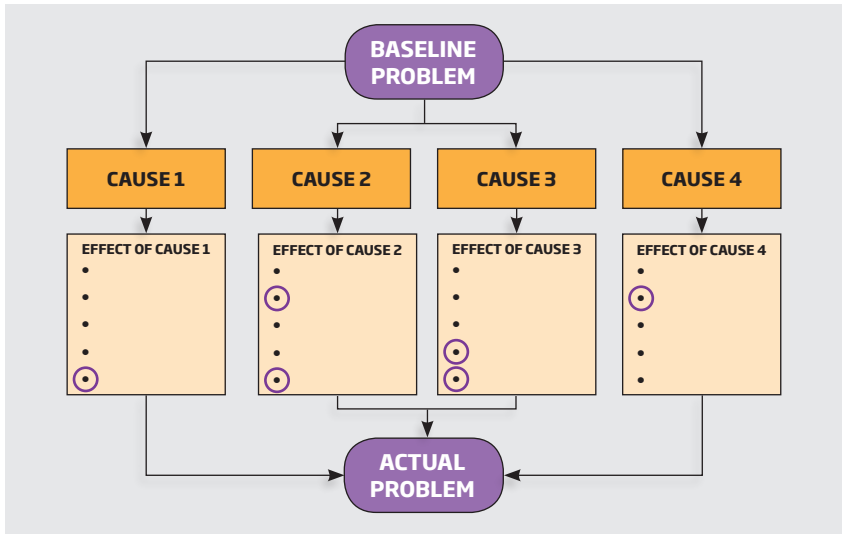 BASELINE
PROBLEM
CAUSE 1
CAUSE 2
CAUSE 3
CAUSE 4
EFFECT OF CAUSE 1
•
•
•
•
•
EFFECT OF CAUSE 2
•
•
•
•
•
EFFECT OF CAUSE 3
•
•
•
•
•
EFFECT OF CAUSE 4
•
•
•
•
•
ACTUAL
PROBLEM